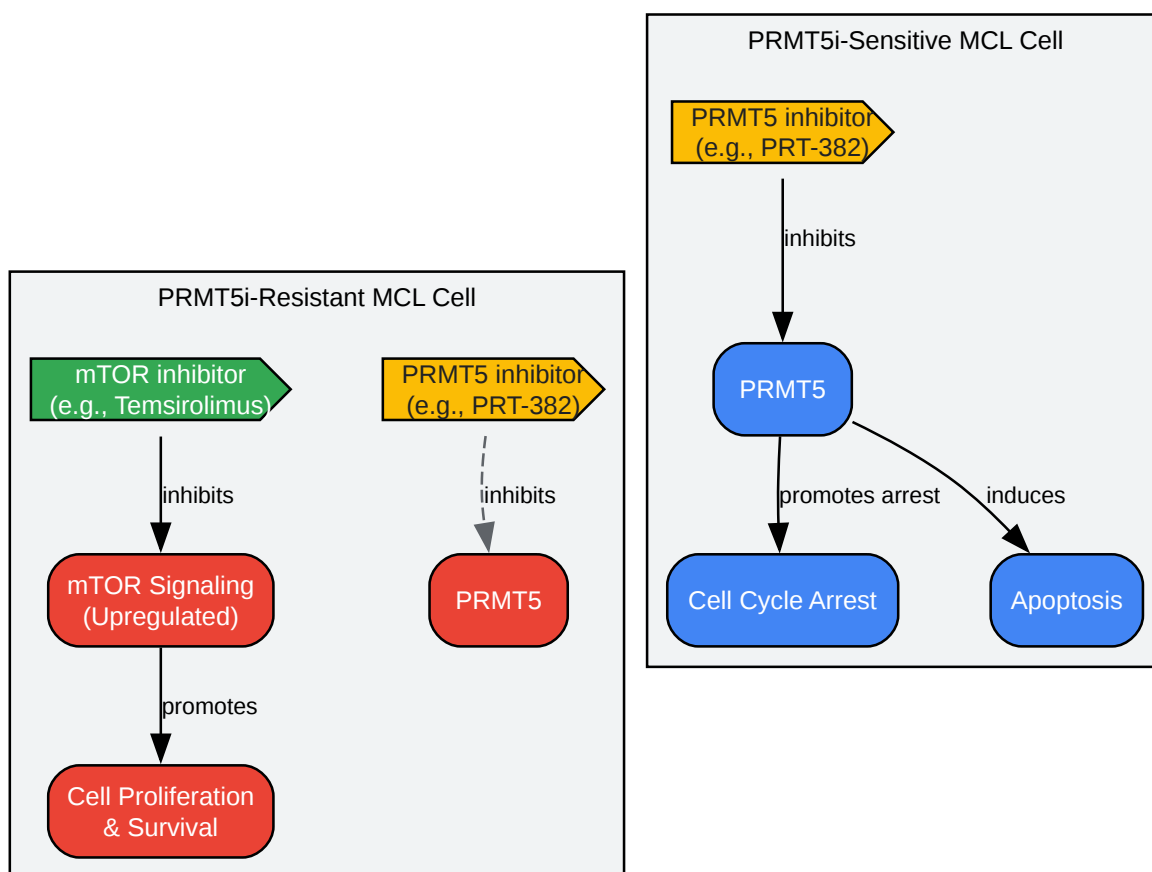 PRMT5i-Sensitive MCL Cell
PRMT5 inhibitor
(e.g., PRT-382)
inhibits
PRMT5
promotes arrest
induces
Cell Cycle Arrest
Apoptosis
PRMT5i-Resistant MCL Cell
mTOR inhibitor
(e.g., Temsirolimus)
PRMT5 inhibitor
(e.g., PRT-382)
inhibits
inhibits
mTOR Signaling
(Upregulated)
PRMT5
promotes
Cell Proliferation
& Survival